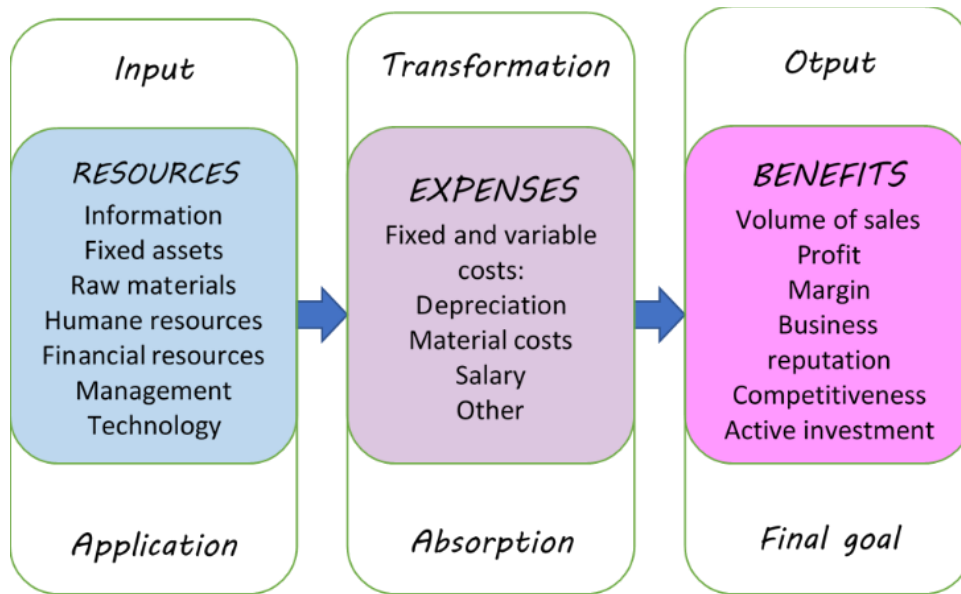 Input
RESOURCES
Information
Fixed assets
Raw materials
Humane resources
Financial resources
Management
Technology
Application
Transformation
EXPENSES
Fixed and variable
costs:
Depreciation
Material costs
Salary
Other
Absorption
Otput
BENEFITS
Volume of sales
Profit
Margin
Business
reputation
Competitiveness
Active investment
Final goal